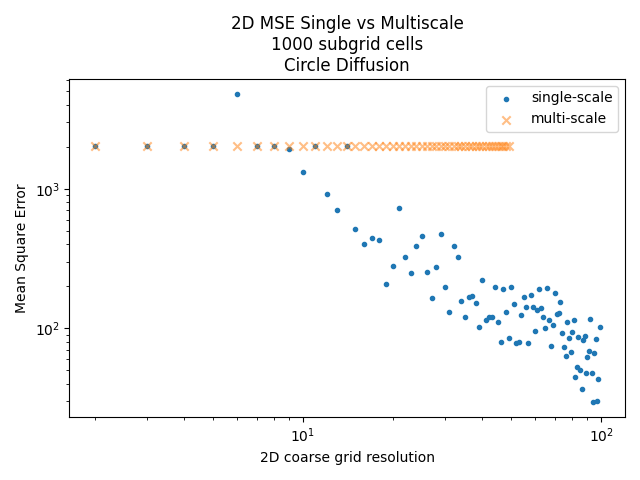 2D MSE Single vs Multiscale
1000 subgrid cells
Circle Diffusion
single-scale
multi-scale
Mean Square Error
10³
10²
10¹
10²
2D coarse grid resolution